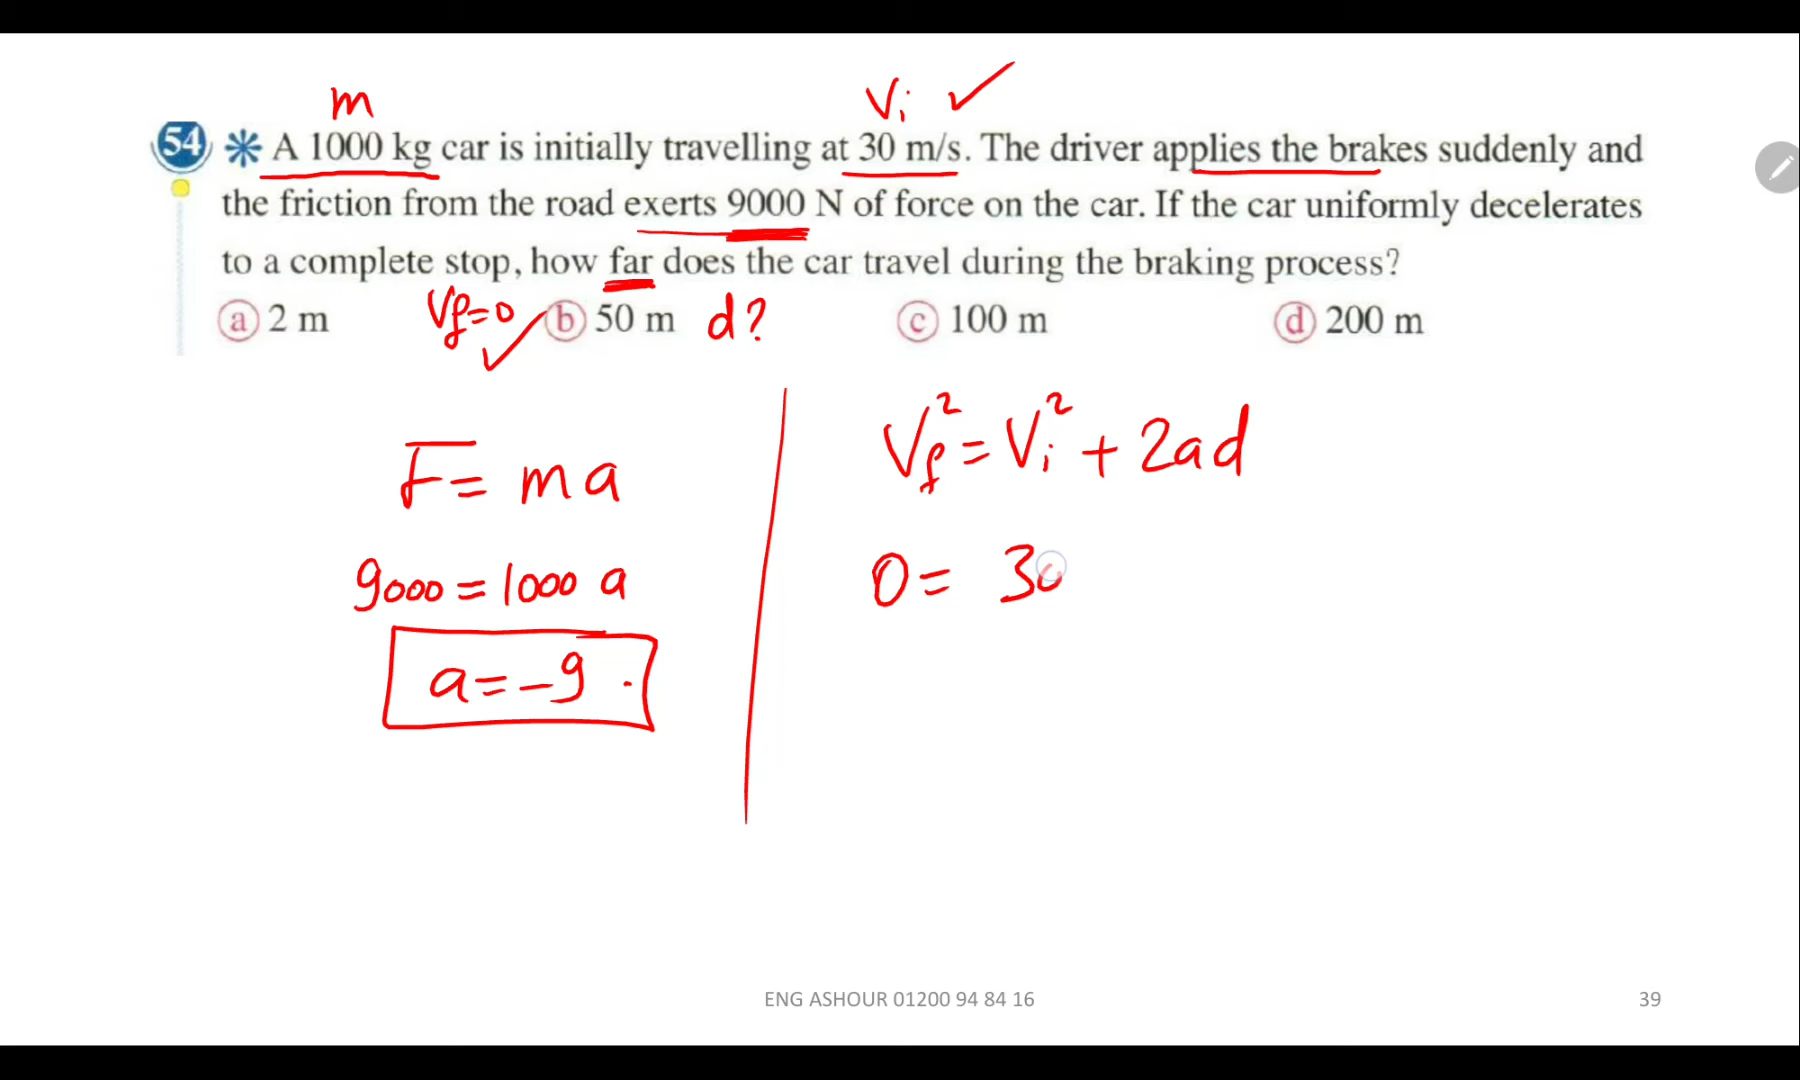 m Vi ✓
54 * A 1000 kg car is initially travelling at 30 m/s. The driver applies the brakes suddenly and
the friction from the road exerts 9000 N of force on the car. If the car uniformly decelerates
to a complete stop, how far does the car travel during the braking process?
a 2 m Vf=0 ✓ b 50 m d? c 100 m d 200 m
F = ma
9000 = 1000 a
a = -9
Vf² = Vi² + 2ad
0 = 30
ENG ASHOUR 01200 94 84 16
39